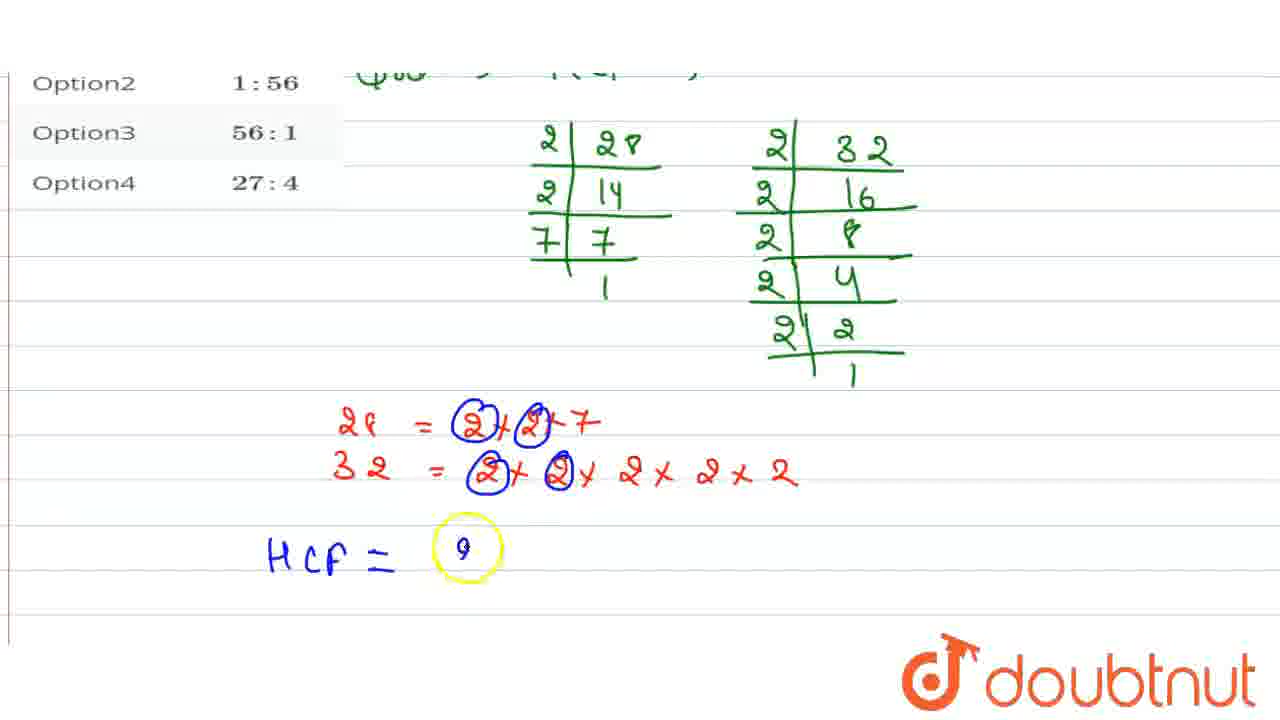 Option2 1 : 56
Option3 56 : 1
Option4 27 : 4
2 28
2 14
7 7
1
2 32
2 16
2 8
2 4
2 2
1
28 = 2 × 2 × 7
32 = 2 × 2 × 2 × 2 × 2
HCF =
doubtnut